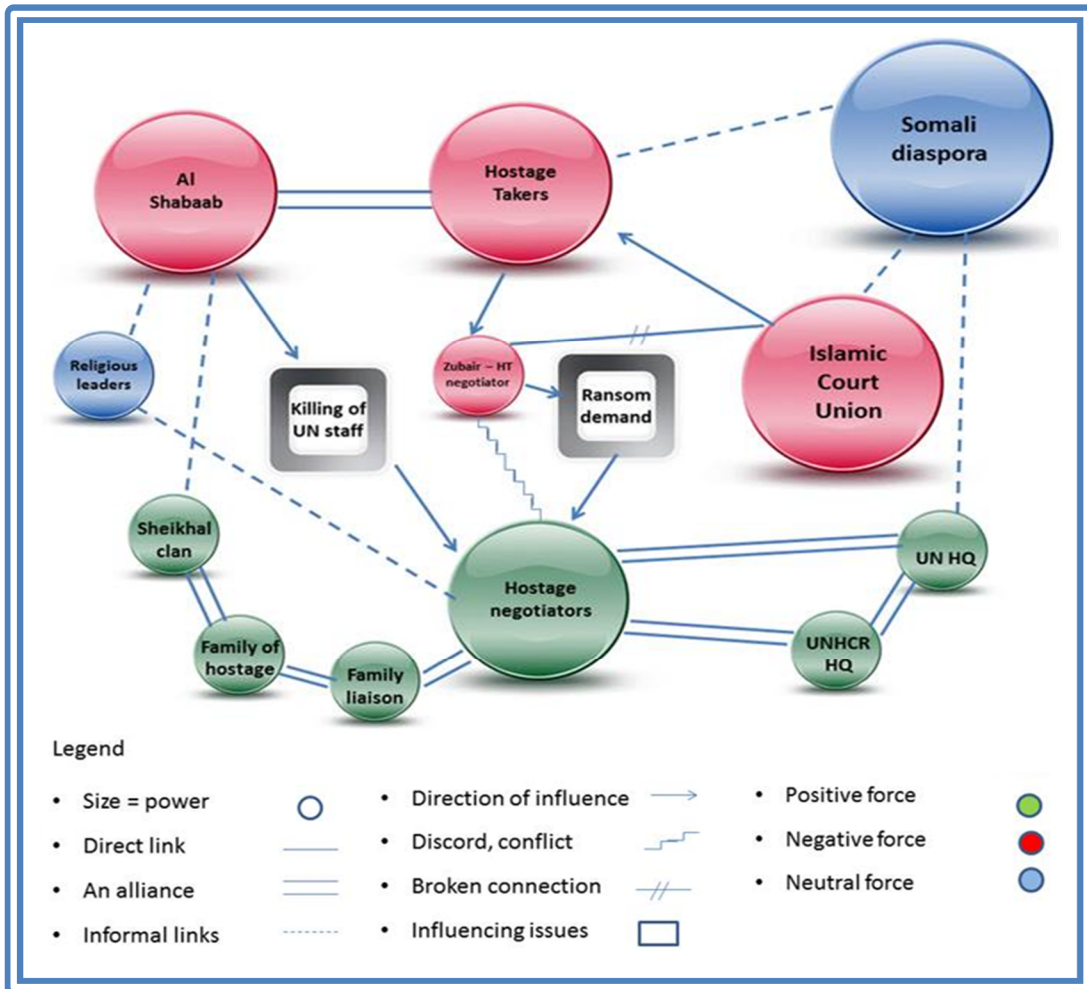 Somali
diaspora
Al
Shabaab
Hostage
Takers
Religious
leaders
Killing of
UN staff
Zubair – HT
negotiator
Ransom
demand
Islamic
Court
Union
Sheikhal
clan
Family of
hostage
Family
liaison
Hostage
negotiators
UN HQ
UNHCR
HQ
Legend
• Size = power
• Direct link
• An alliance
• Informal links
• Direction of influence
• Discord, conflict
• Broken connection
• Influencing issues
• Positive force
• Negative force
• Neutral force